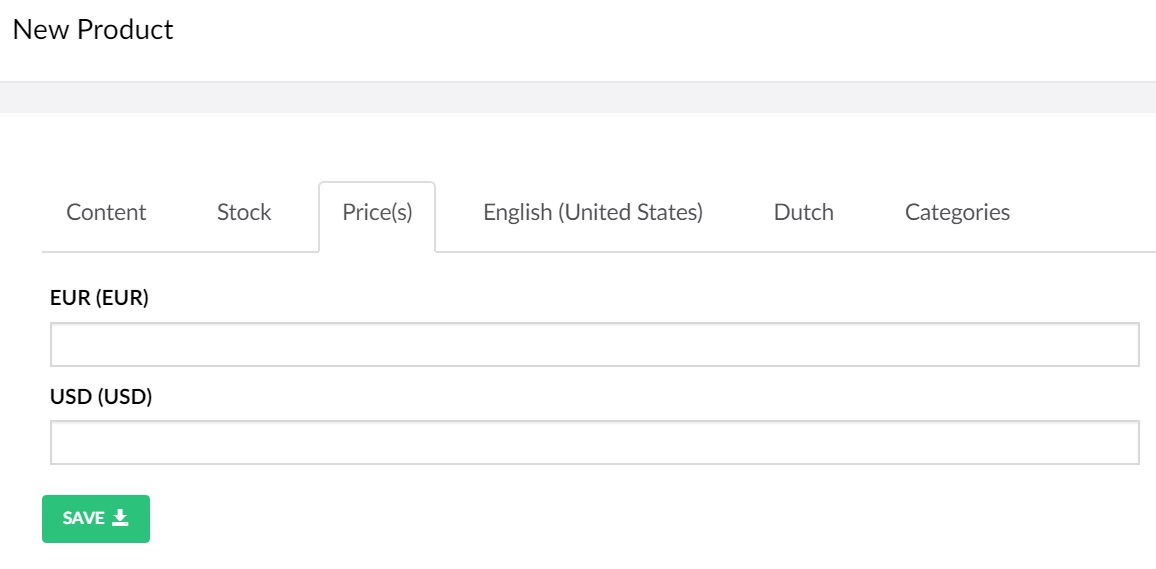 New Product
Content Stock Price(s) English (United States) Dutch Categories
EUR (EUR)
USD (USD)
SAVE